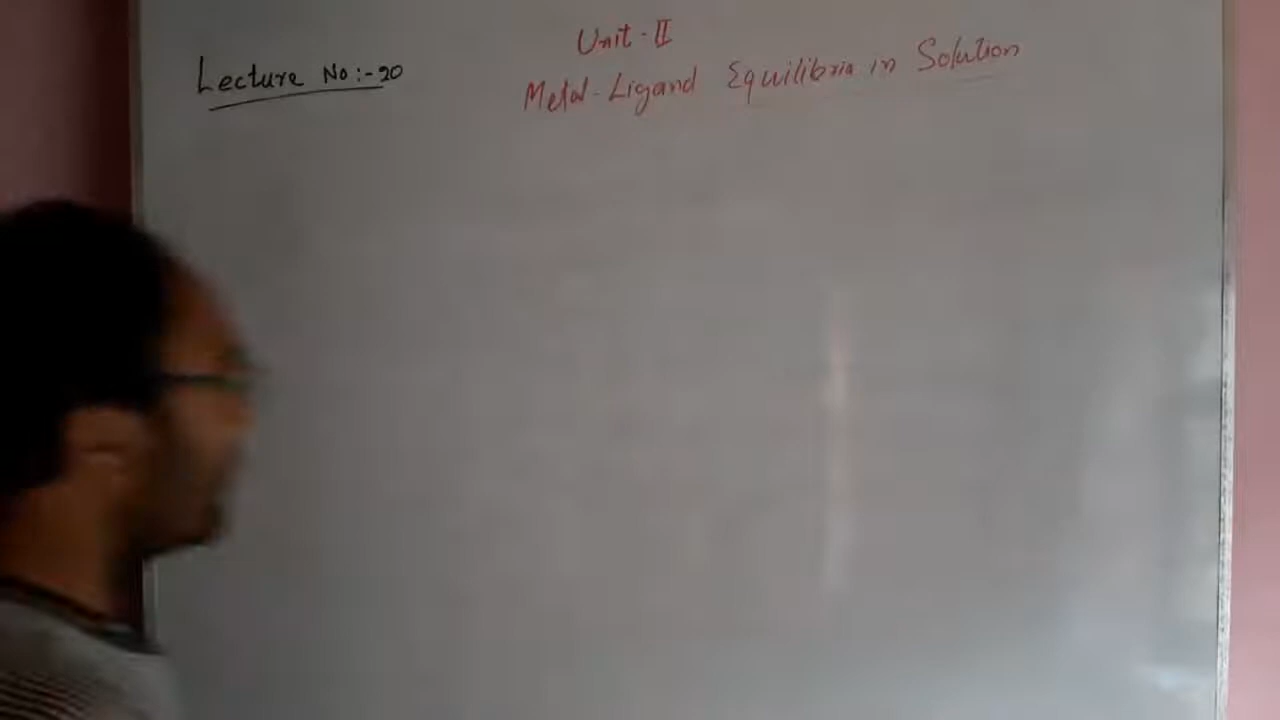 Unit - II
Lecture No :- 20
Metal-Ligand Equilibria in Solution